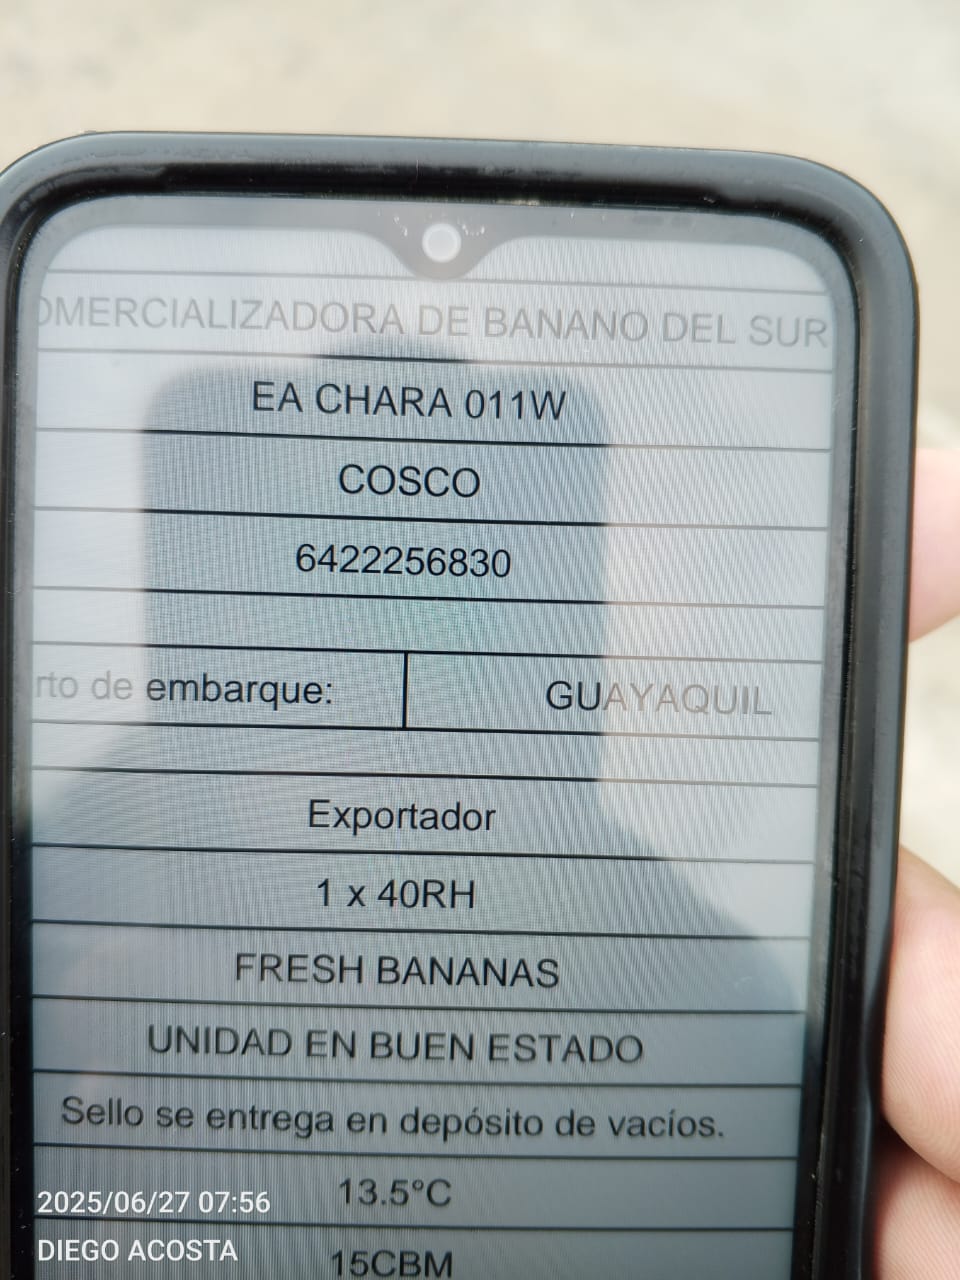 OMERCIALIZADORA DE BANANO DEL SUR
EA CHARA 011W
COSCO
6422256830
rto de embarque: GUAYAQUIL
Exportador
1 x 40RH
FRESH BANANAS
UNIDAD EN BUEN ESTADO
Sello se entrega en depósito de vacíos.
13.5°C
15CBM
2025/06/27 07:56
DIEGO ACOSTA